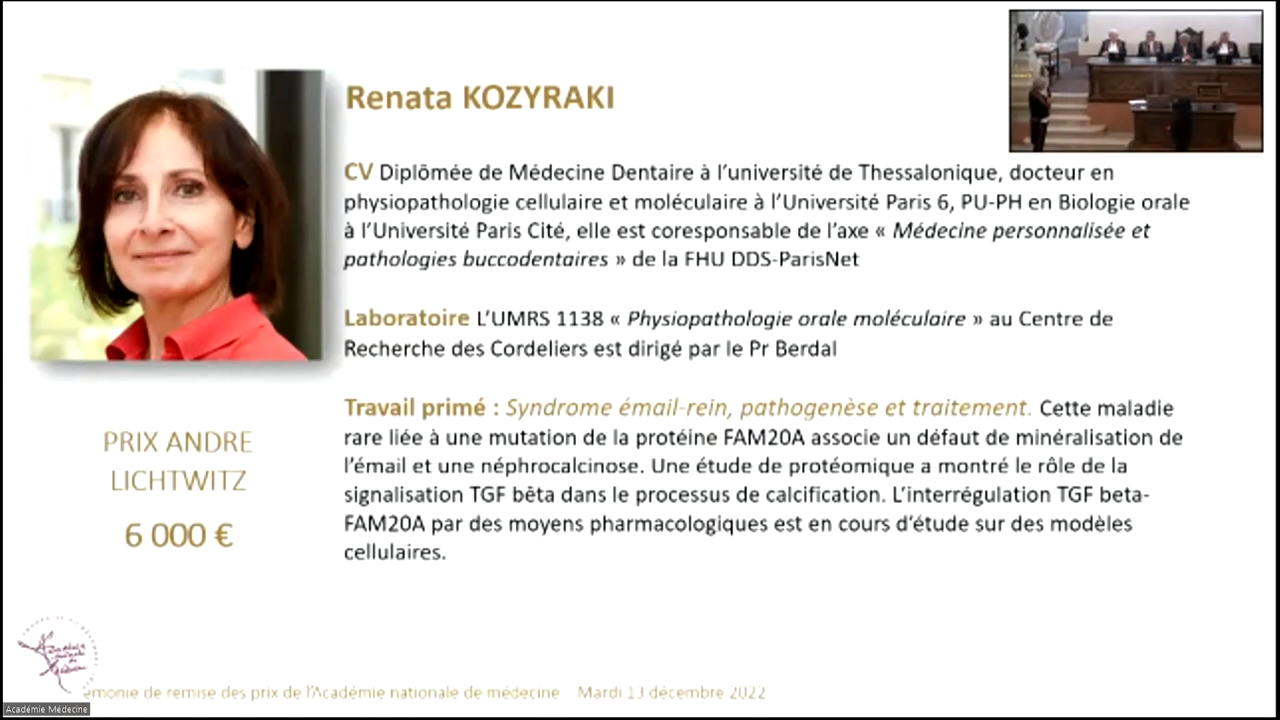 Renata KOZYRAKI
CV Diplômée de Médecine Dentaire à l’université de Thessalonique, docteur en
physiopathologie cellulaire et moléculaire à l’Université Paris 6, PU-PH en Biologie orale
à l’Université Paris Cité, elle est coresponsable de l’axe « Médecine personnalisée et
pathologies buccodentaires » de la FHU DDS-ParisNet
Laboratoire L’UMRS 1138 « Physiopathologie orale moléculaire » au Centre de
Recherche des Cordeliers est dirigé par le Pr Berdal
Travail primé : Syndrome émail-rein, pathogenèse et traitement. Cette maladie
rare liée à une mutation de la protéine FAM20A associe un défaut de minéralisation de
l’émail et une néphrocalcinose. Une étude de protéomique a montré le rôle de la
signalisation TGF bêta dans le processus de calcification. L’interrégulation TGF beta-
FAM20A par des moyens pharmacologiques est en cours d’étude sur des modèles
cellulaires.
PRIX ANDRE
LICHTWITZ
6 000 €
émonie de remise des prix de l’Académie nationale de médecine Mardi 13 décembre 2022
Académie Médecine